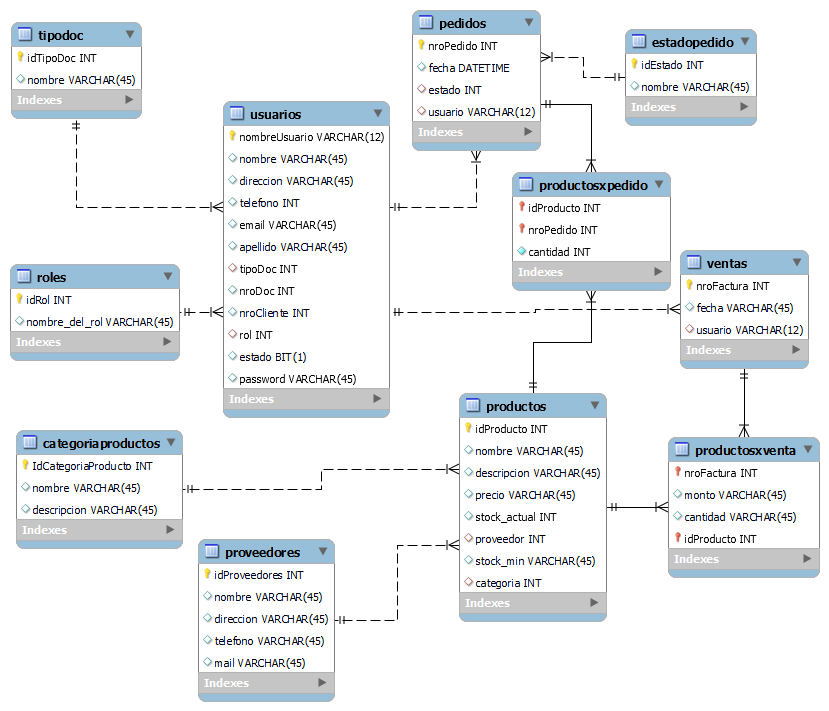 tipodoc
idTipoDoc INT
nombre VARCHAR(45)
Indexes
usuarios
nombreUsuario VARCHAR(12)
nombre VARCHAR(45)
direccion VARCHAR(45)
telefono INT
email VARCHAR(45)
apellido VARCHAR(45)
tipoDoc INT
nroDoc INT
nroCliente INT
rol INT
estado BIT(1)
password VARCHAR(45)
Indexes
pedidos
nroPedido INT
fecha DATETIME
estado INT
usuario VARCHAR(12)
Indexes
estadopedido
idEstado INT
nombre VARCHAR(45)
Indexes
productosxpedido
idProducto INT
nroPedido INT
cantidad INT
Indexes
roles
idRol INT
nombre_del_rol VARCHAR(45)
Indexes
ventas
nroFactura INT
fecha VARCHAR(45)
usuario VARCHAR(12)
Indexes
categoriaproductos
IdCategoriaProducto INT
nombre VARCHAR(45)
descripcion VARCHAR(45)
Indexes
productos
idProducto INT
nombre VARCHAR(45)
descripcion VARCHAR(45)
precio VARCHAR(45)
stock_actual INT
proveedor INT
stock_min VARCHAR(45)
categoria INT
Indexes
productosxventa
nroFactura INT
monto VARCHAR(45)
cantidad VARCHAR(45)
idProducto INT
Indexes
proveedores
idProveedores INT
nombre VARCHAR(45)
direccion VARCHAR(45)
telefono VARCHAR(45)
mail VARCHAR(45)
Indexes